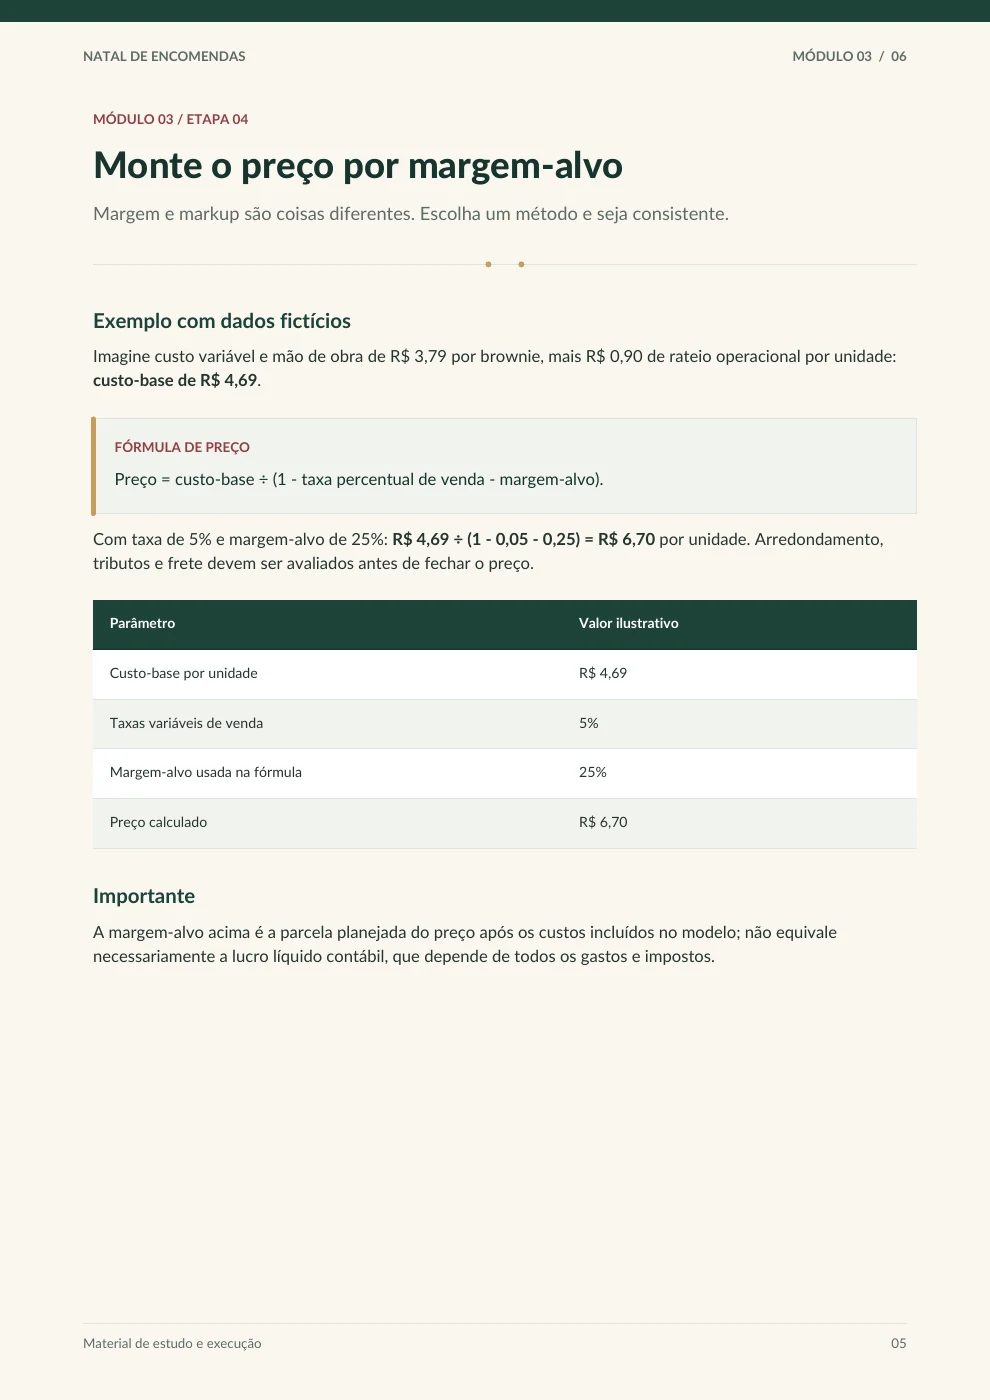 NATAL DE ENCOMENDAS
MÓDULO 03 / 06
MÓDULO 03 / ETAPA 04
Monte o preço por margem-alvo
Margem e markup são coisas diferentes. Escolha um método e seja consistente.
Exemplo com dados fictícios
Imagine custo variável e mão de obra de R$ 3,79 por brownie, mais R$ 0,90 de rateio operacional por unidade:
custo-base de R$ 4,69.
FÓRMULA DE PREÇO
Preço = custo-base ÷ (1 - taxa percentual de venda - margem-alvo).
Com taxa de 5% e margem-alvo de 25%: R$ 4,69 ÷ (1 - 0,05 - 0,25) = R$ 6,70 por unidade. Arredondamento,
tributos e frete devem ser avaliados antes de fechar o preço.
Parâmetro Valor ilustrativo
Custo-base por unidade R$ 4,69
Taxas variáveis de venda 5%
Margem-alvo usada na fórmula 25%
Preço calculado R$ 6,70
Importante
A margem-alvo acima é a parcela planejada do preço após os custos incluídos no modelo; não equivale
necessariamente a lucro líquido contábil, que depende de todos os gastos e impostos.
Material de estudo e execução
05